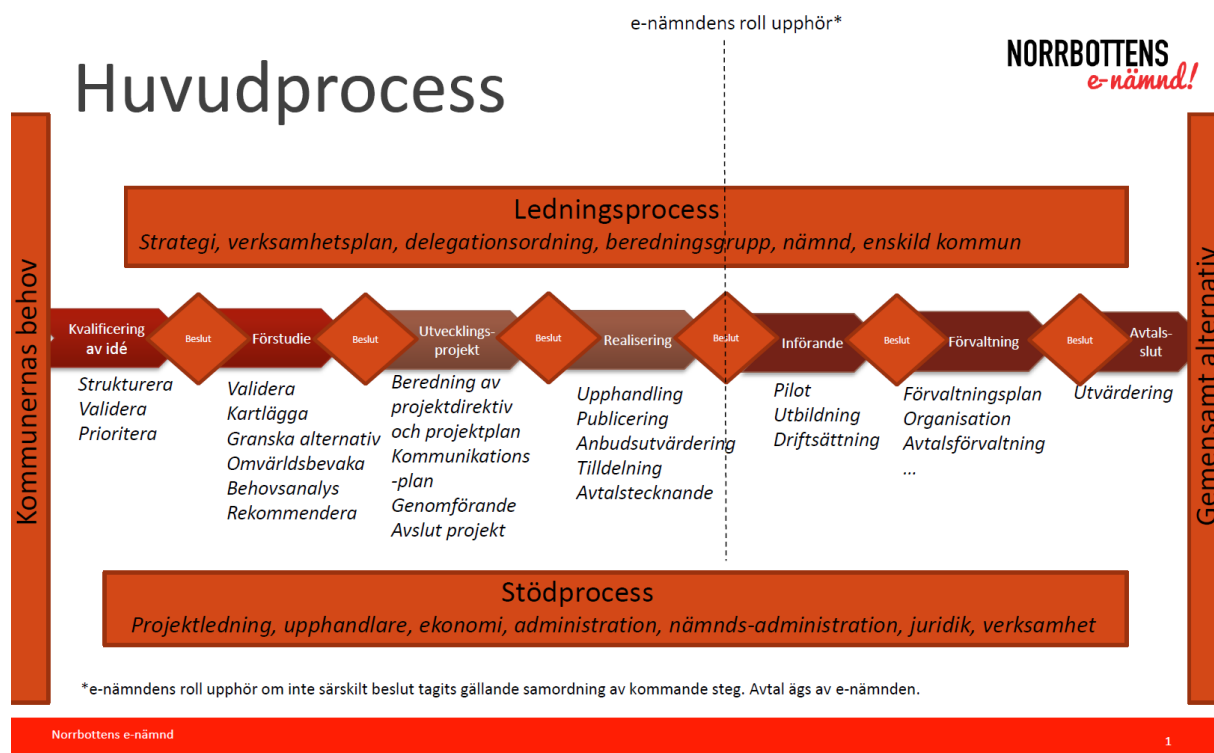 e-nämndens roll upphör*
NORRBOTTENS
e-nämnd!
Huvudprocess
Ledningsprocess
Strategi, verksamhetsplan, delegationsordning, beredningsgrupp, nämnd, enskild kommun
Kommunernas behov
Kvalificering
av idé
Strukturera
Validera
Prioritera
Beslut
Förstudie
Validera
Kartlägga
Granska alternativ
Omvärldsbevaka
Behovsanalys
Rekommendera
Beslut
Utvecklings-
projekt
Beredning av
projektdirektiv
och projektplan
Kommunikations
-plan
Genomförande
Avslut projekt
Beslut
Realisering
Upphandling
Publicering
Anbudsutvärdering
Tilldelning
Avtalstecknande
Beslut
Införande
Pilot
Utbildning
Driftsättning
Beslut
Förvaltning
Förvaltningsplan
Organisation
Avtalsförvaltning
...
Beslut
Avtals-
slut
Utvärdering
Gemensamt alternativ
Stödprocess
Projektledning, upphandlare, ekonomi, administration, nämnds-administration, juridik, verksamhet
*e-nämndens roll upphör om inte särskilt beslut tagits gällande samordning av kommande steg. Avtal ägs av e-nämnden.
Norrbottens e-nämnd
1